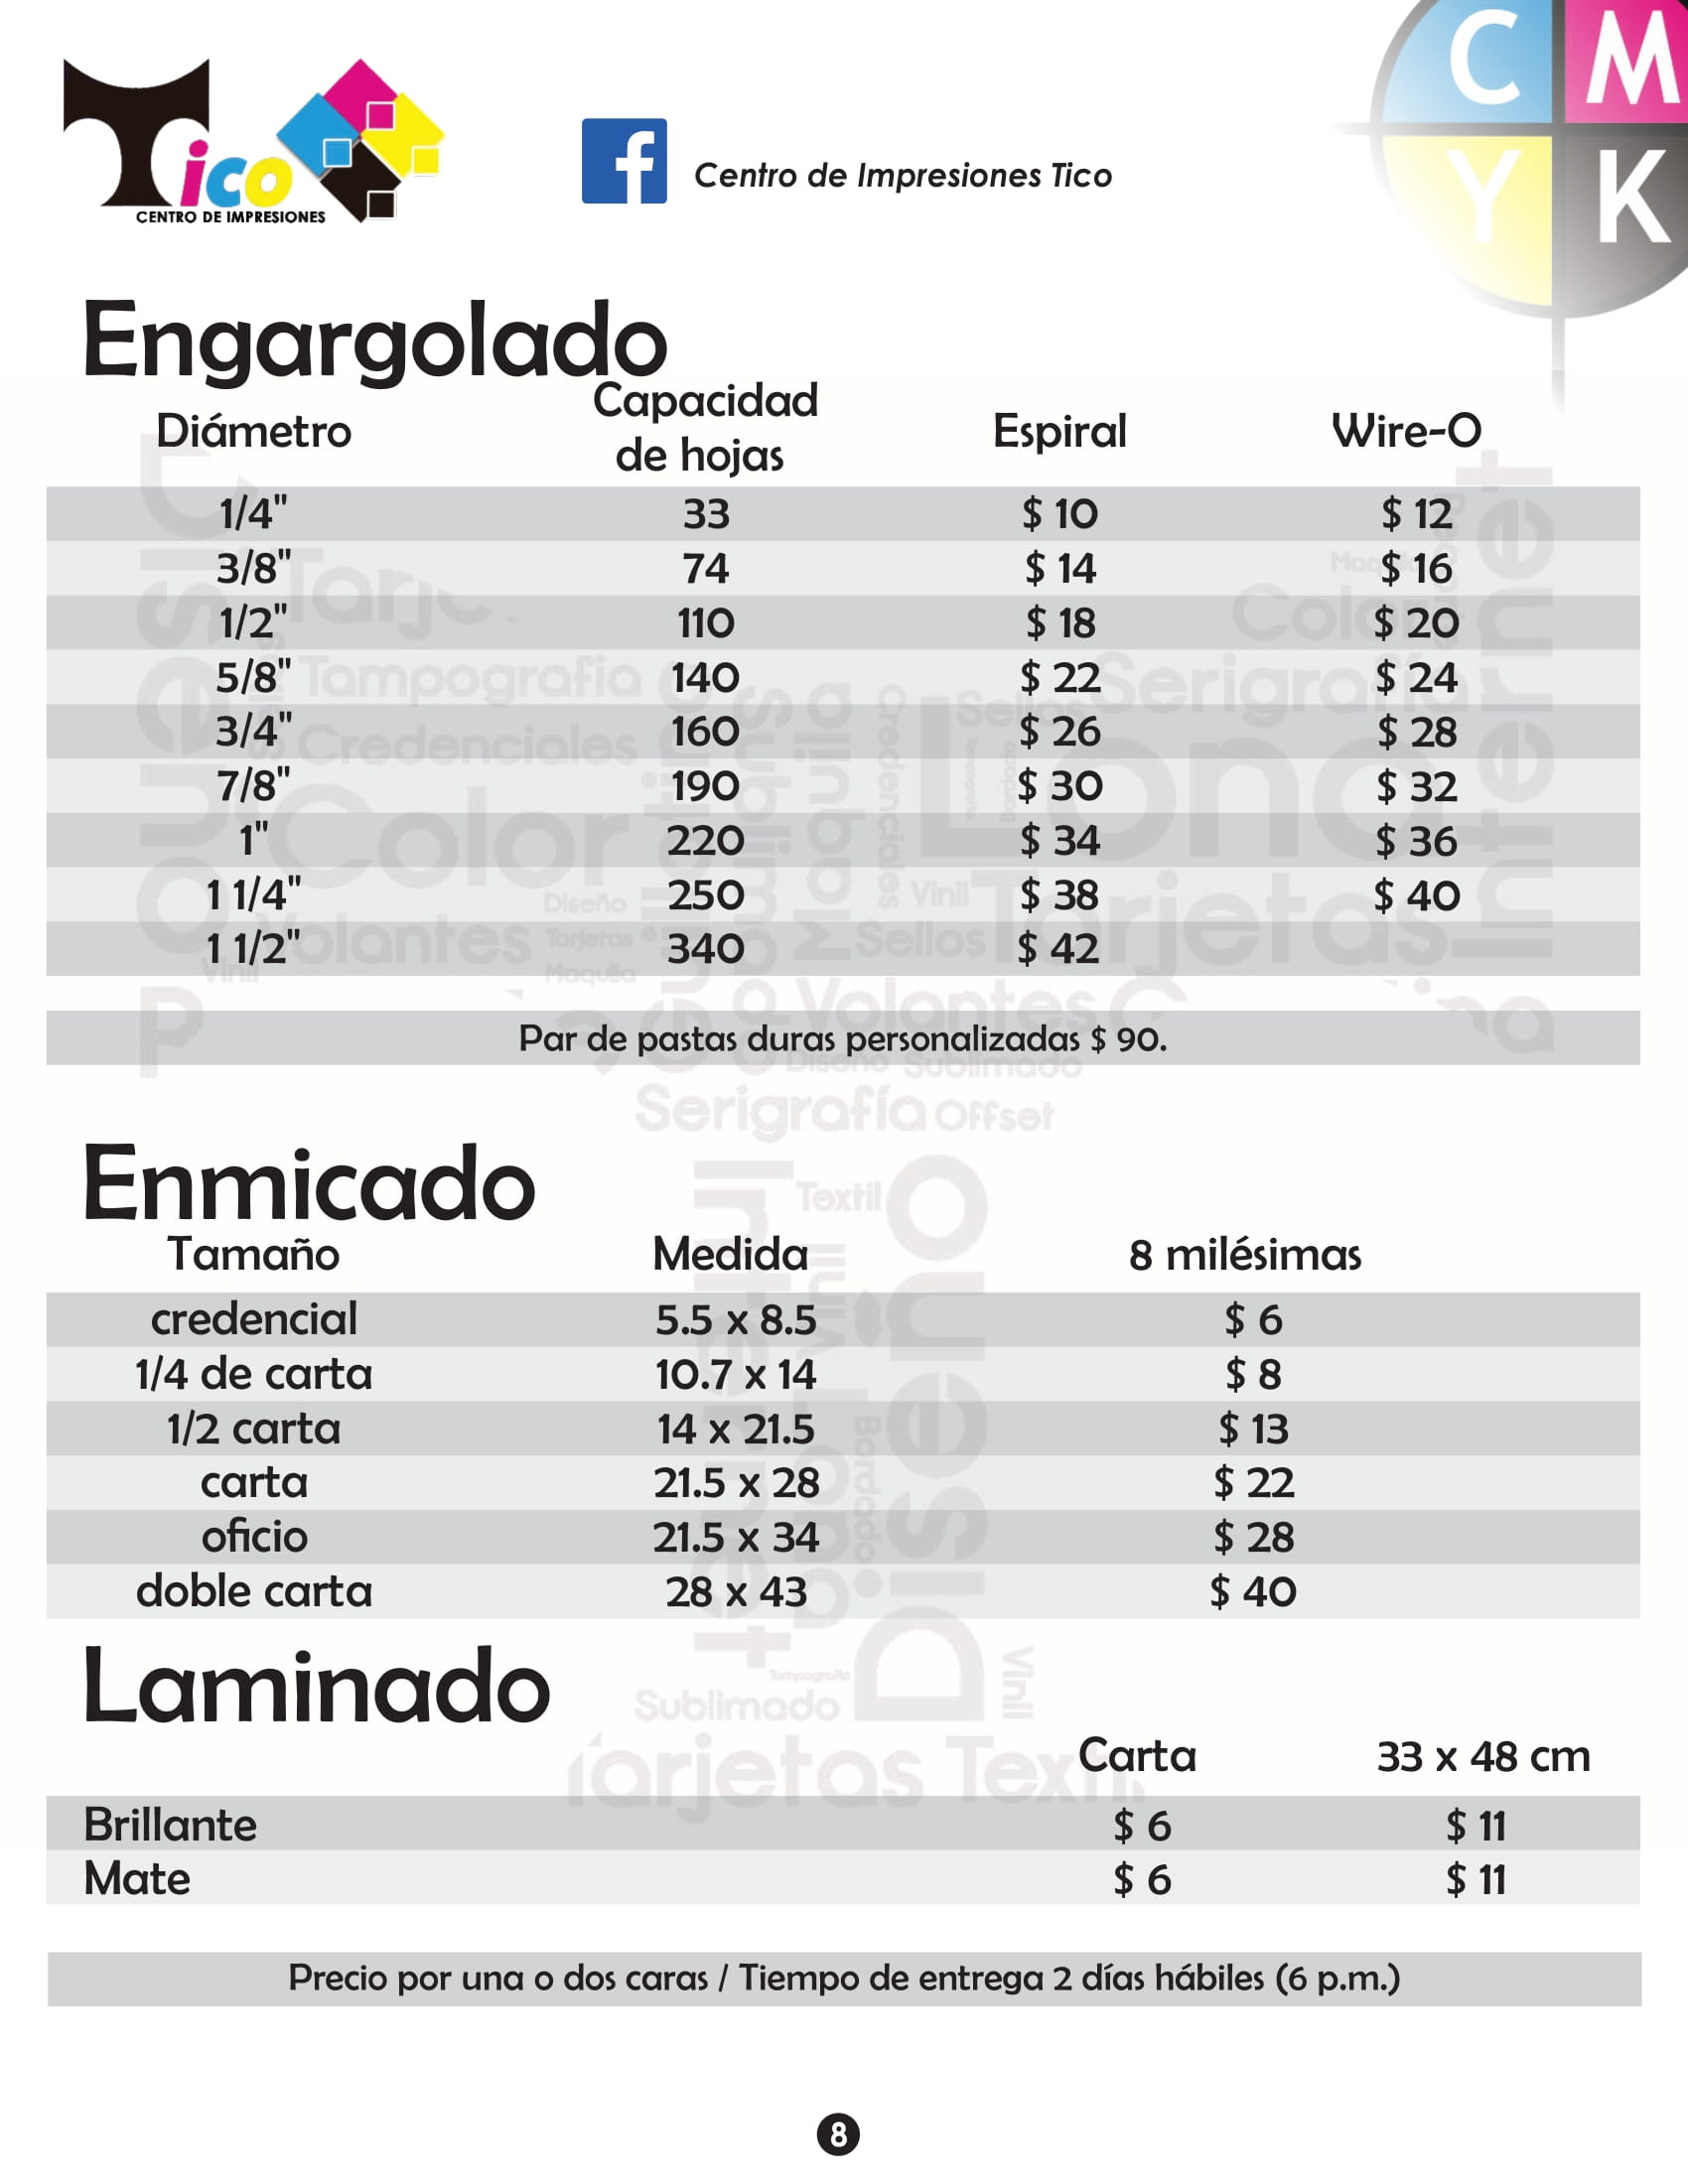 Tico
CENTRO DE IMPRESIONES
f
Centro de Impresiones Tico
C M
Y K
Engargolado
Diámetro Capacidad de hojas Espiral Wire-O
1/4" 33 $ 10 $ 12
3/8" 74 $ 14 $ 16
1/2" 110 $ 18 $ 20
5/8" 140 $ 22 $ 24
3/4" 160 $ 26 $ 28
7/8" 190 $ 30 $ 32
1" 220 $ 34 $ 36
1 1/4" 250 $ 38 $ 40
1 1/2" 340 $ 42
Par de pastas duras personalizadas $ 90.
Enmicado
Tamaño Medida 8 milésimas
credencial 5.5 x 8.5 $ 6
1/4 de carta 10.7 x 14 $ 8
1/2 carta 14 x 21.5 $ 13
carta 21.5 x 28 $ 22
oficio 21.5 x 34 $ 28
doble carta 28 x 43 $ 40
Laminado
Carta 33 x 48 cm
Brillante $ 6 $ 11
Mate $ 6 $ 11
Precio por una o dos caras / Tiempo de entrega 2 días hábiles (6 p.m.)
8